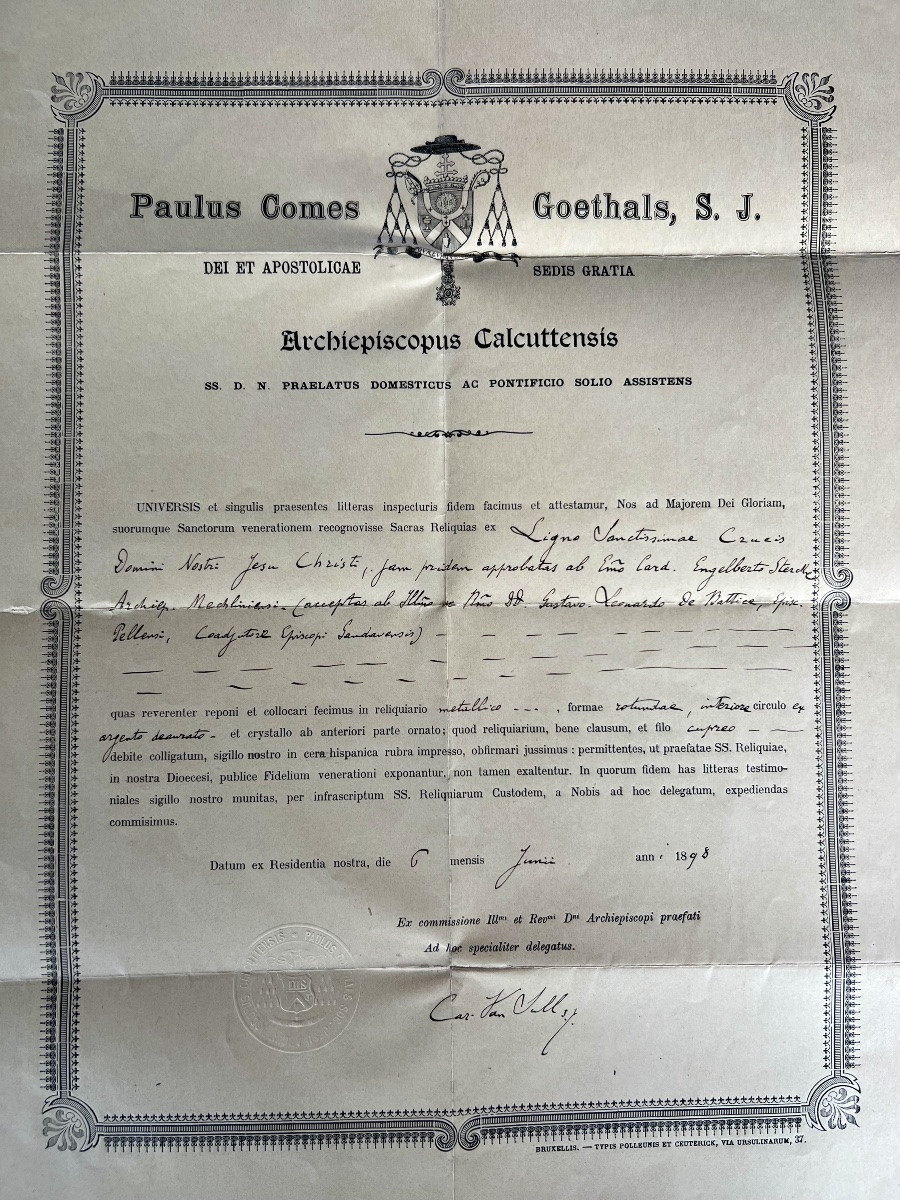 Paulus Comes Goethals, S. J.
DEI ET APOSTOLICAE SEDIS GRATIA
Archiepiscopus Calcuttensis
SS. D. N. PRAELATUS DOMESTICUS AC PONTIFICIO SOLIO ASSISTENS
UNIVERSIS et singulis praesentes litteras inspecturis fidem facimus et attestamur, Nos ad Majorem Dei Gloriam,
suorumque Sanctorum venerationem recognovisse Sacras Reliquias ex Ligno Sanctissimae Crucis
Domini Nostri Jesu Christi, jam pridem approbatas ab Emo Card. Engelberto Sterckx
Archiep. Mechliniensi (acceptas ab Illmo ac Rmo DD. Gustavo Leonardo De Battice, Episc.
Pellensi, Coadjutore Episcopi Gandavensis) —
quas reverenter reponi et collocari fecimus in reliquiario metallico - - - , formae rotundae, interiore circulo ex
argento deaurato - et crystallo ab anteriori parte ornato; quod reliquiarium, bene clausum, et filo cupreo — —
debite colligatum, sigillo nostro in cera hispanica rubra impresso, obfirmari jussimus : permittentes, ut praefatae SS. Reliquiae,
in nostra Dioecesi, publice Fidelium venerationi exponantur, non tamen exaltentur. In quorum fidem has litteras testimo-
niales sigillo nostro munitas, per infrascriptum SS. Reliquiarum Custodem, a Nobis ad hoc delegatum, expediendas
commisimus.
Datum ex Residentia nostra, die 6 mensis Junii anni 1898
Ex commissione Illmi et Revmi Dni Archiepiscopi praefati
Ad hoc specialiter delegatus.
Car. Van S.J.
BRUXELLIS. — TYPIS POLLEUNIS ET CEUTERICK, VIA URSULINARUM, 37.